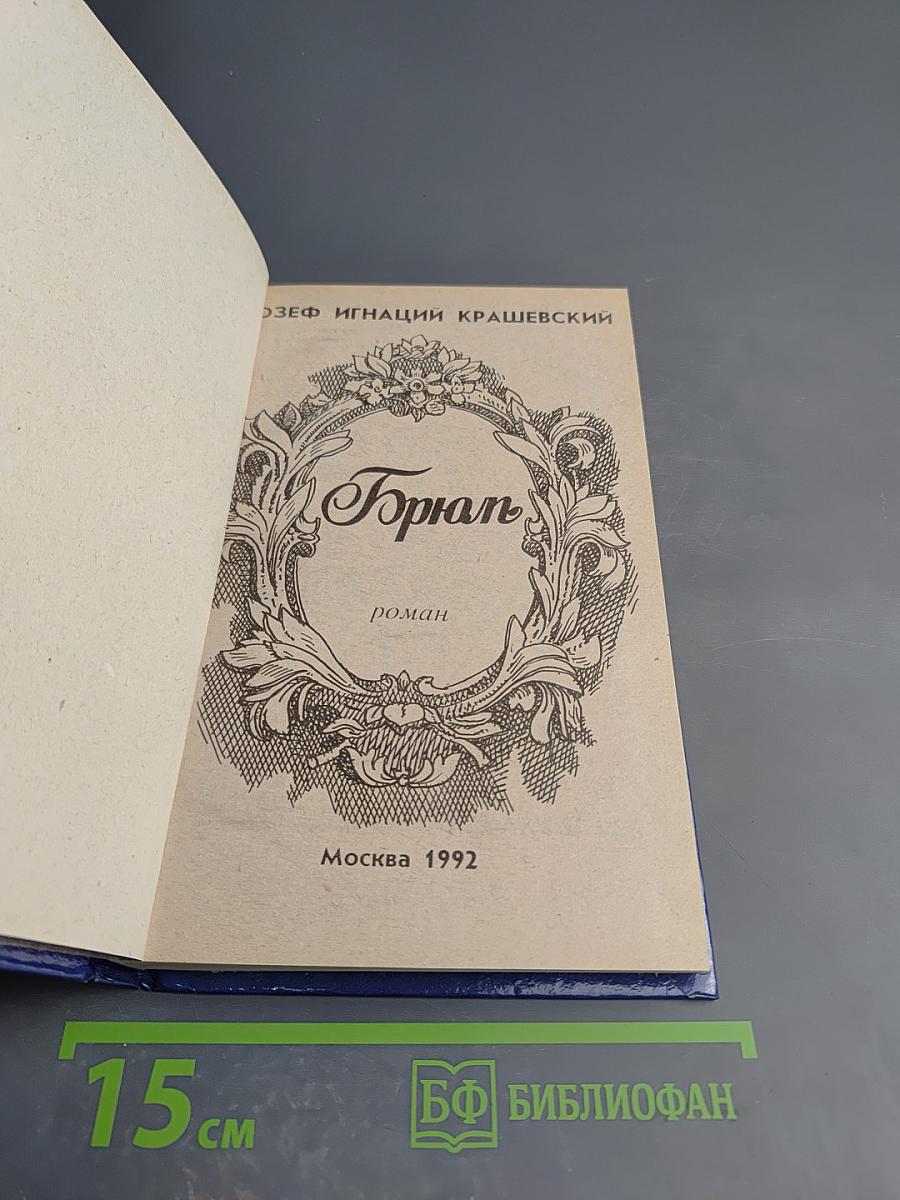 ОЗЕФ ИГНАЦИЙ КРАШЕВСКИЙ
Брюль
роман
Москва 1992
15 см
БФ БИБЛИОФАН